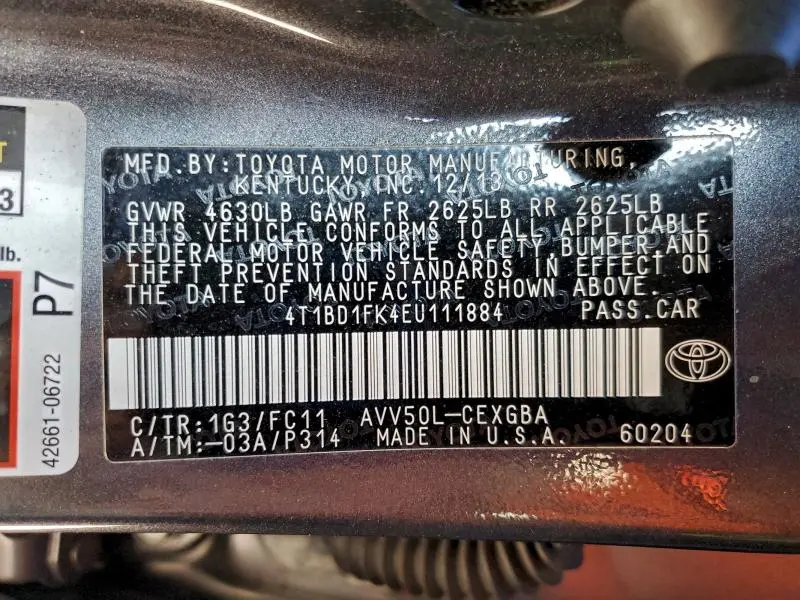 T
3
lb.
P7
42661-06722
MFD.BY:TOYOTA MOTOR MANUFACTURING,
KENTUCKY, INC. 12/13
GVWR 4630LB GAWR FR 2625LB RR 2625LB
THIS VEHICLE CONFORMS TO ALL APPLICABLE
FEDERAL MOTOR VEHICLE SAFETY,BUMPER AND
THEFT PREVENTION STANDARDS IN EFFECT ON
THE DATE OF MANUFACTURE SHOWN ABOVE.
4T1BD1FK4EU111884 PASS.CAR
C/TR:1G3/FC11 AVV50L-CEXGBA
A/TM:-03A/P314 MADE IN U.S.A. 60204